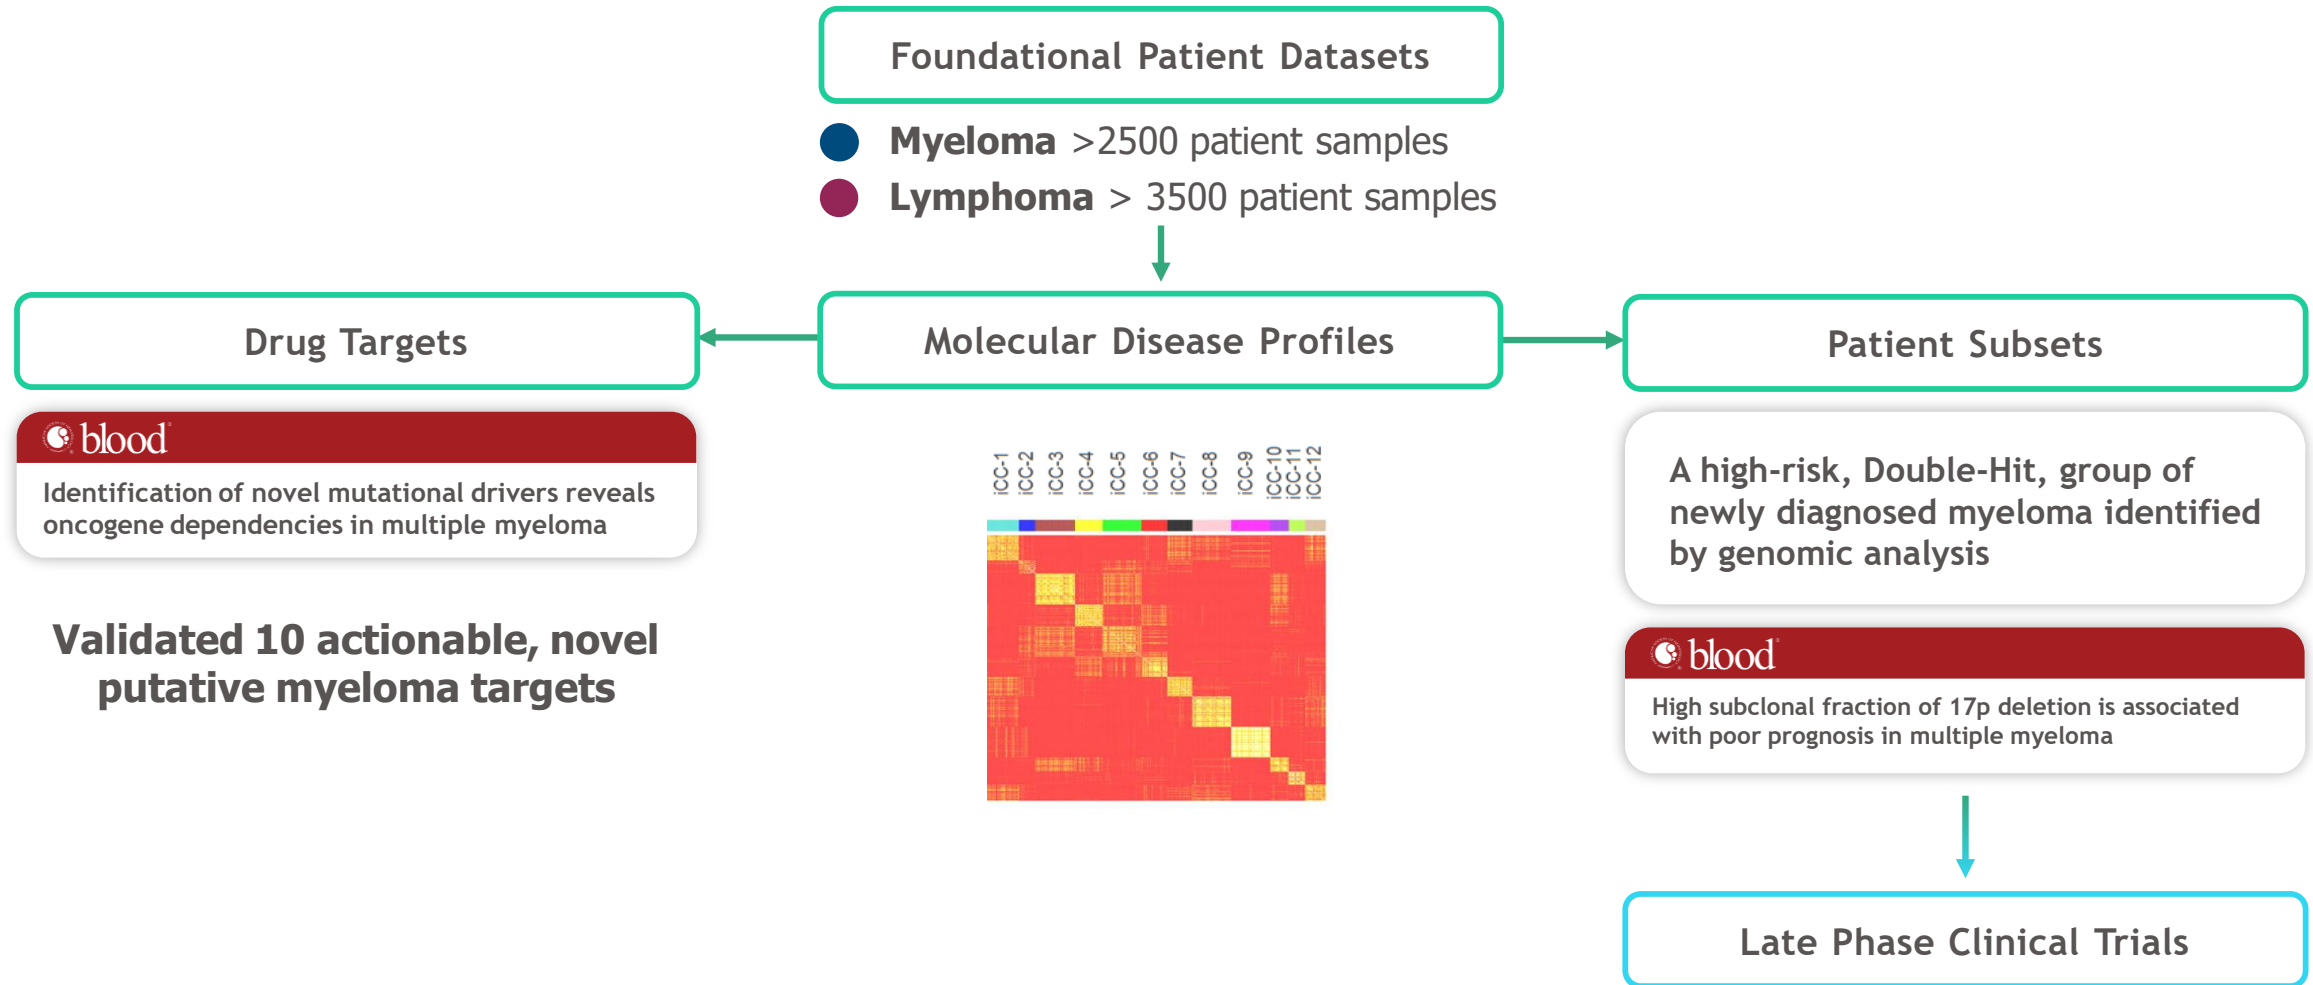 Foundational Patient Datasets
Myeloma >2500 patient samples
Lymphoma > 3500 patient samples
Drug Targets
Molecular Disease Profiles
Patient Subsets
blood
Identification of novel mutational drivers reveals
oncogene dependencies in multiple myeloma
Validated 10 actionable, novel
putative myeloma targets
iCC-1
iCC-2
iCC-3
iCC-4
iCC-5
iCC-6
iCC-7
iCC-8
iCC-9
iCC-10
iCC-11
iCC-12
A high-risk, Double-Hit, group of
newly diagnosed myeloma identified
by genomic analysis
blood
High subclonal fraction of 17p deletion is associated
with poor prognosis in multiple myeloma
Late Phase Clinical Trials